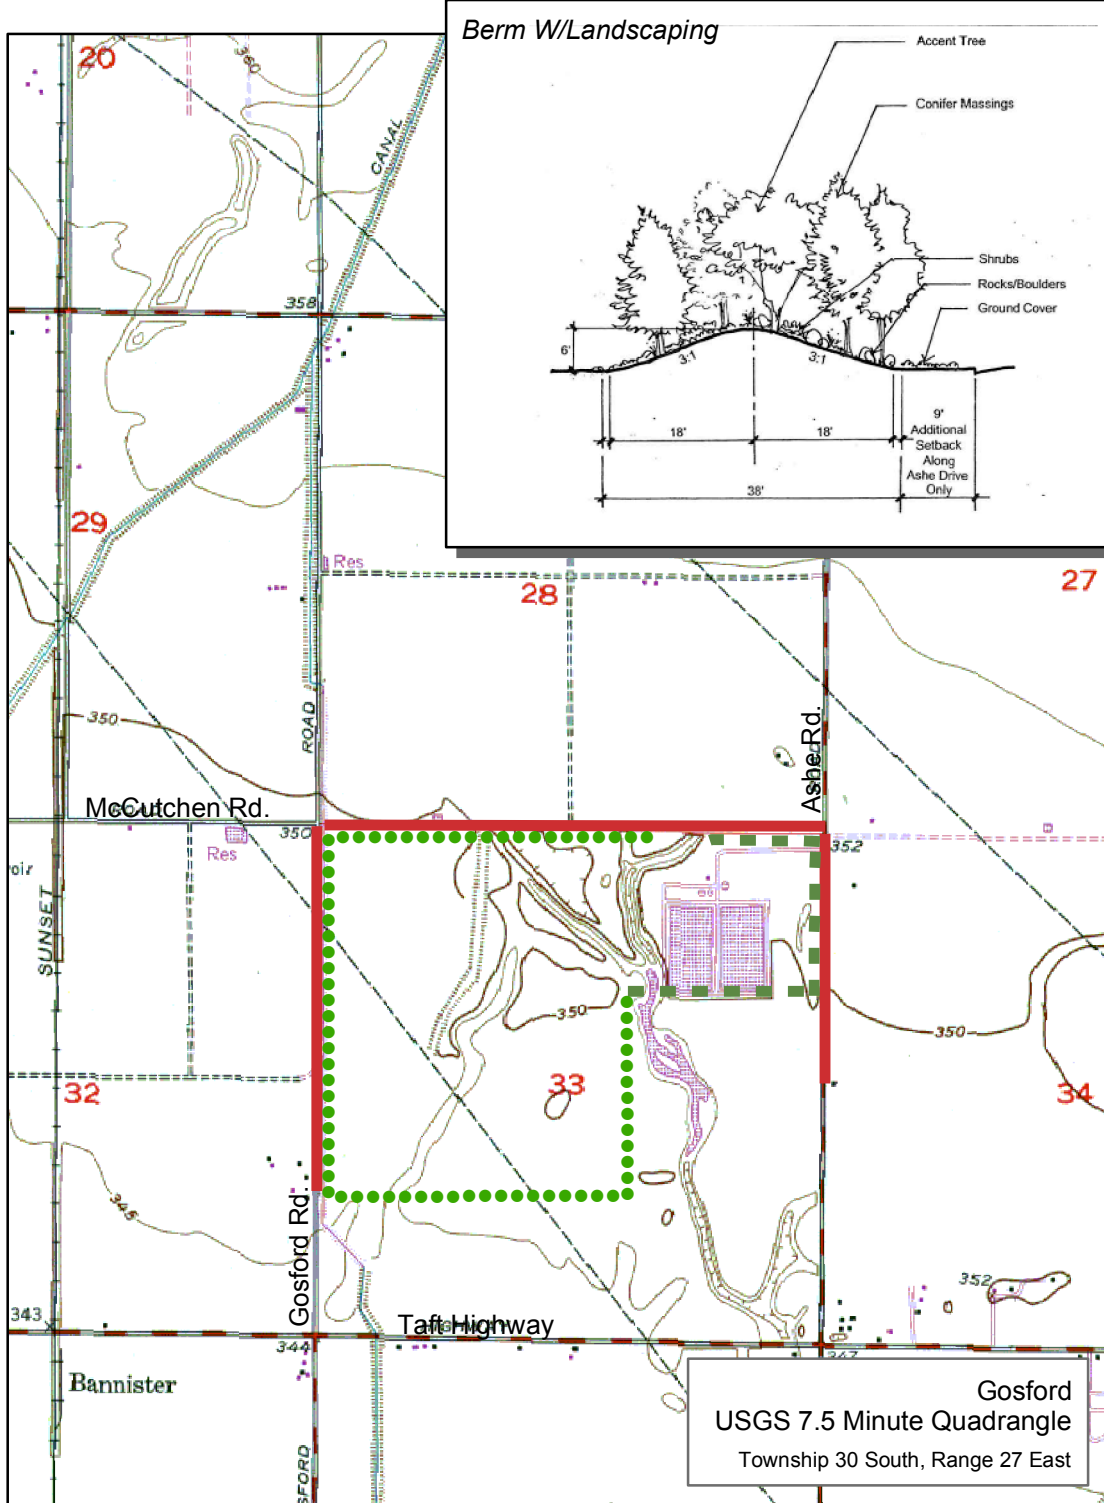 Berm W/Landscaping
Accent Tree
Conifer Massings
Shrubs
Rocks/Boulders
Ground Cover
6'
3:1
3:1
18'
18'
9'
Additional
Setback
Along
Ashe Drive
Only
38'
20
360
CANAL
358
29
Res
28
27
350
ROAD
Ashe Rd.
McCutchen Rd.
350
Res
352
SUNSET
350
350
32
33
34
345
Gosford Rd.
352
343
Taft Highway
344
347
Bannister
Gosford
USGS 7.5 Minute Quadrangle
Township 30 South, Range 27 East